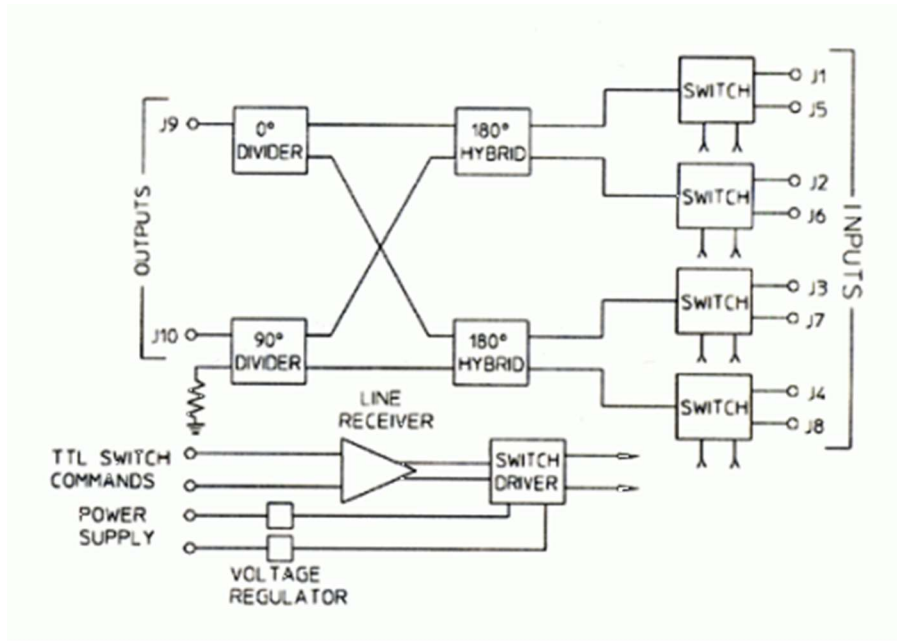 J1
SWITCH
J5
J9
0°
DIVIDER
180°
HYBRID
J2
SWITCH
J6
OUTPUTS
INPUTS
J3
SWITCH
J7
J10
90°
DIVIDER
180°
HYBRID
J4
SWITCH
J8
LINE
RECEIVER
TTL SWITCH
COMMANDS
SWITCH
DRIVER
POWER
SUPPLY
VOLTAGE
REGULATOR